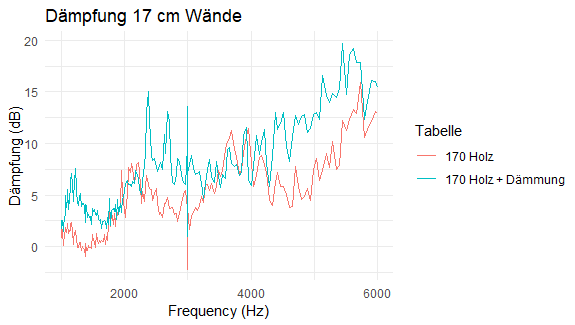 Dämpfung 17 cm Wände
Dämpfung (dB)
20
15
10
5
0
2000
4000
6000
Frequency (Hz)
Tabelle
170 Holz
170 Holz + Dämmung